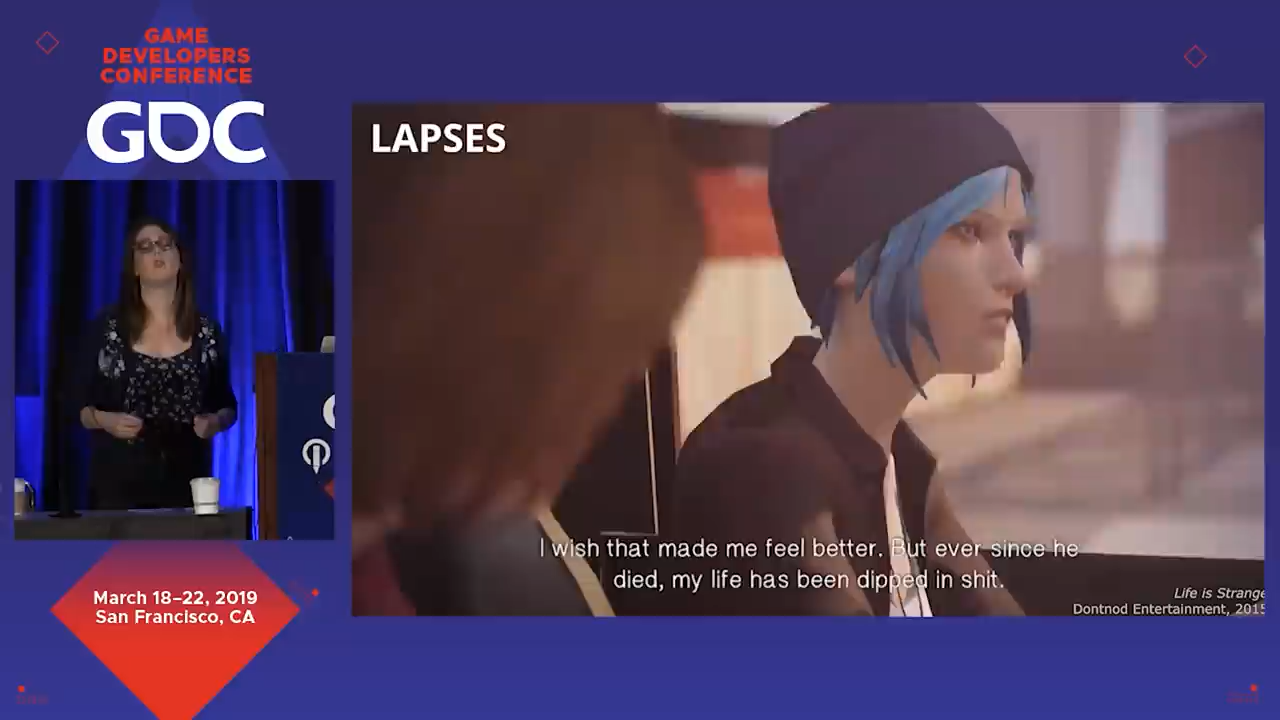 GAME
DEVELOPERS
CONFERENCE
GDC
LAPSES
I wish that made me feel better. But ever since he
died, my life has been dipped in shit.
Life is Strange
Dontnod Entertainment, 2015
March 18–22, 2019
San Francisco, CA